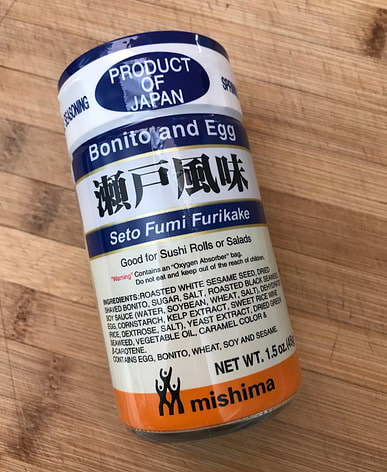 PRODUCT
OF
JAPAN
SEASONING
Bonito and Egg
瀬戸風味
Seto Fumi Furikake
Good for Sushi Rolls or Salads
"Warning" Contains an "Oxygen Absorber" bag.
Do not eat and keep out of the reach of children.
INGREDIENTS:ROASTED WHITE SESAME SEED, DRIED
SHAVED BONITO, SUGAR, SALT, ROASTED BLACK SEAWEED,
SOY SAUCE (WATER, SOYBEAN, WHEAT, SALT), DEHYDRATED
EGG, CORNSTARCH, KELP EXTRACT, SWEET RICE WINE
(RICE, DEXTROSE, SALT), YEAST EXTRACT, DRIED GREEN
SEAWEED, VEGETABLE OIL, CARAMEL COLOR &
β-CAROTENE.
CONTAINS EGG, BONITO, WHEAT, SOY AND SESAME.
NET WT. 1.5 oz.
mishima